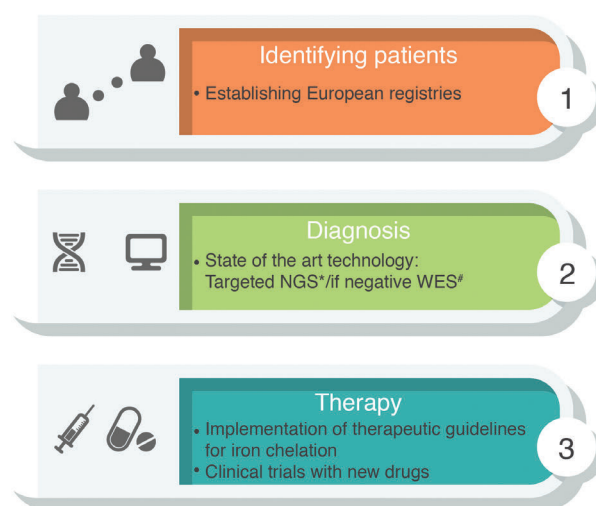 Identifying patients
• Establishing European registries
1
Diagnosis
• State of the art technology:
Targeted NGS*/if negative WES#
2
Therapy
• Implementation of therapeutic guidelines
for iron chelation
• Clinical trials with new drugs
3